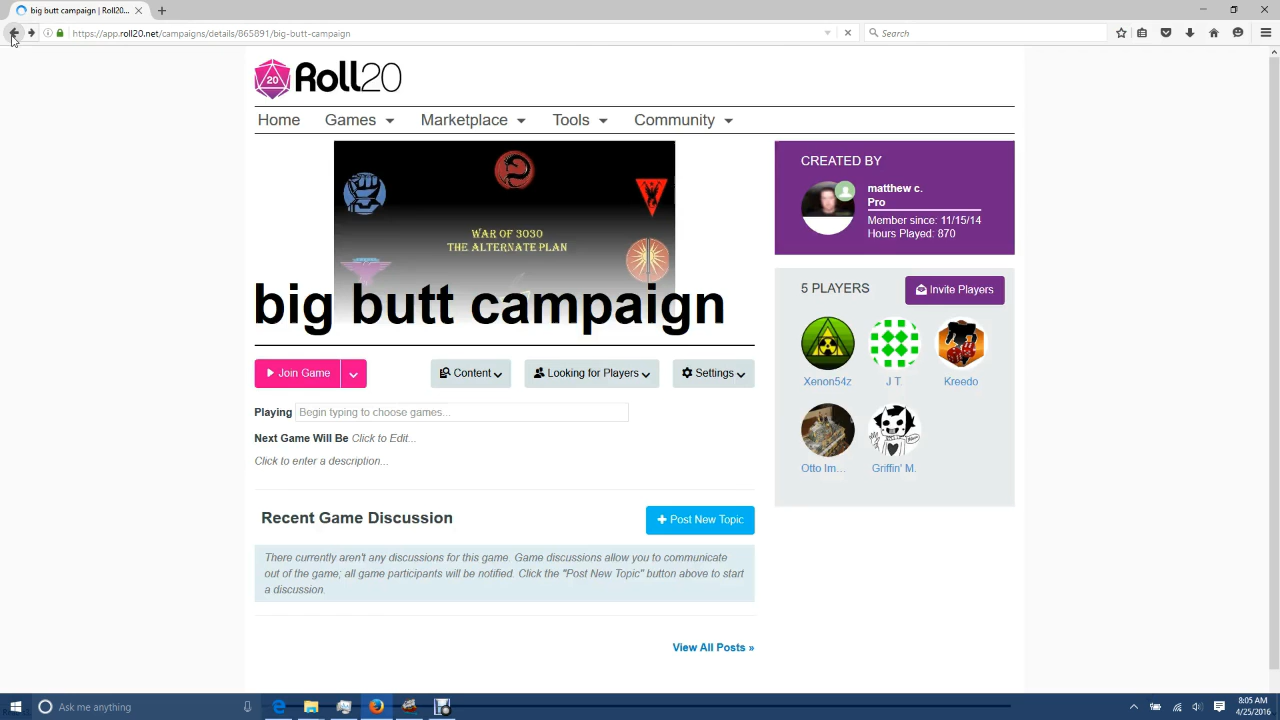 big butt campaign | Roll20...
https://app.roll20.net/campaigns/details/865891/big-butt-campaign
Search
20 Roll20
Home Games Marketplace Tools Community
WAR OF 3030
THE ALTERNATE PLAN
big butt campaign
CREATED BY
matthew c.
Pro
Member since: 11/15/14
Hours Played: 870
5 PLAYERS
Invite Players
Xenon54z J T. Kreedo
Otto Im... Griffin' M.
Join Game Content Looking for Players Settings
Playing Begin typing to choose games...
Next Game Will Be Click to Edit...
Click to enter a description...
Recent Game Discussion
Post New Topic
There currently aren't any discussions for this game. Game discussions allow you to communicate
out of the game; all game participants will be notified. Click the "Post New Topic" button above to start
a discussion.
View All Posts »
Ask me anything
8:05 AM
4/25/2016